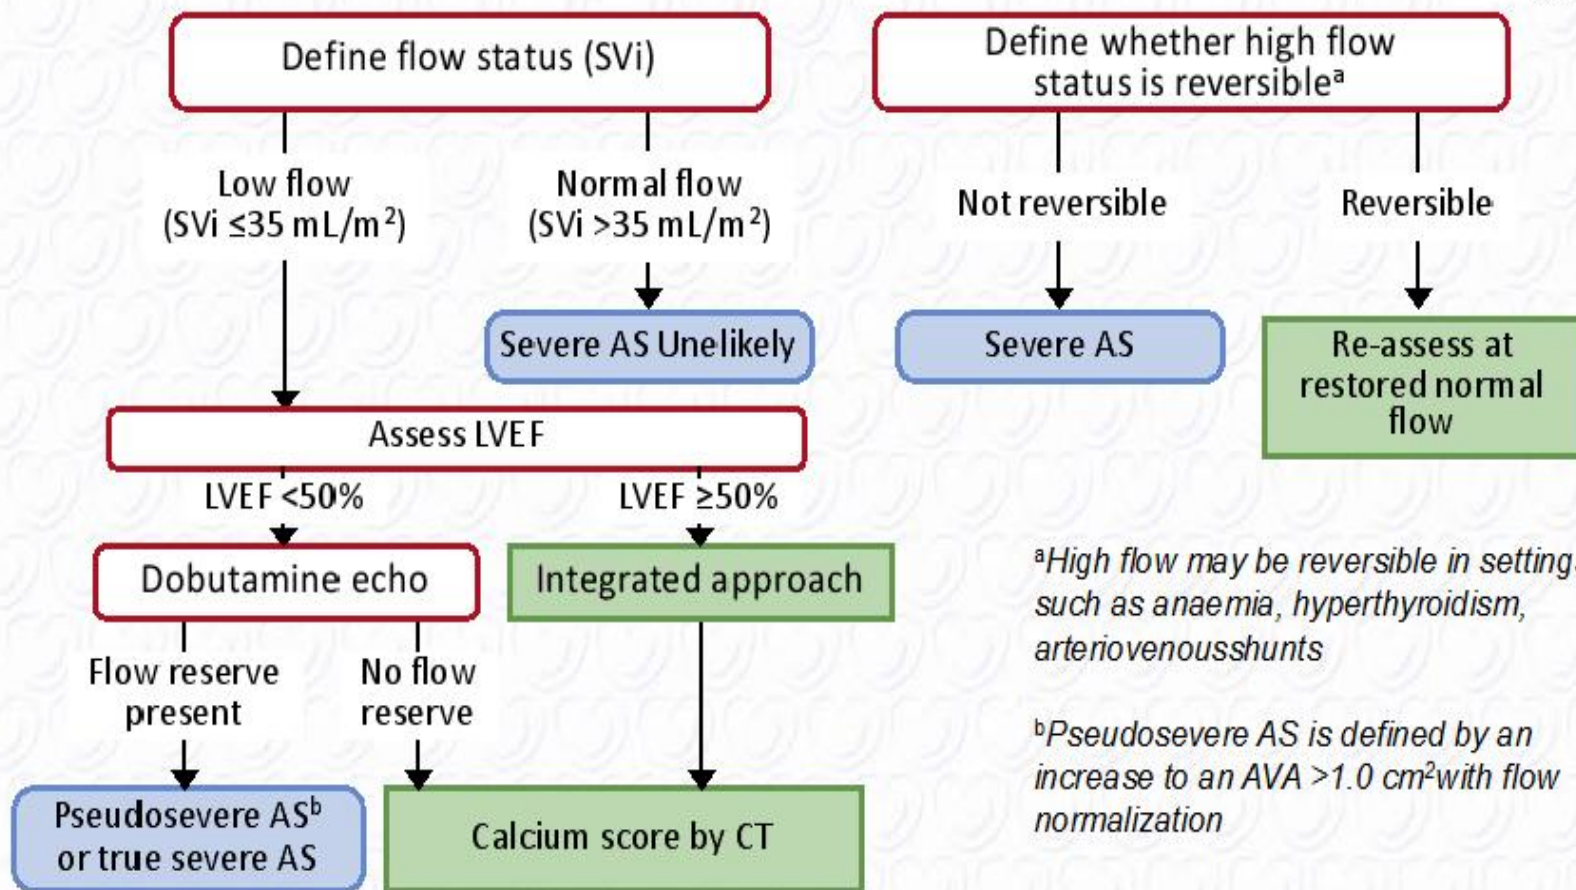 Define flow status (SVi)
Define whether high flow
status is reversibleᵃ
Low flow
(SVi ≤35 mL/m²)
Normal flow
(SVi >35 mL/m²)
Not reversible
Reversible
Severe AS Unelikely
Severe AS
Re-assess at
restored normal
flow
Assess LVEF
LVEF <50%
LVEF ≥50%
Dobutamine echo
Integrated approach
Flow reserve
present
No flow
reserve
Pseudosevere ASᵇ
or true severe AS
Calcium score by CT
ᵃHigh flow may be reversible in settings
such as anaemia, hyperthyroidism,
arteriovenousshunts
ᵇPseudosevere AS is defined by an
increase to an AVA >1.0 cm²with flow
normalization